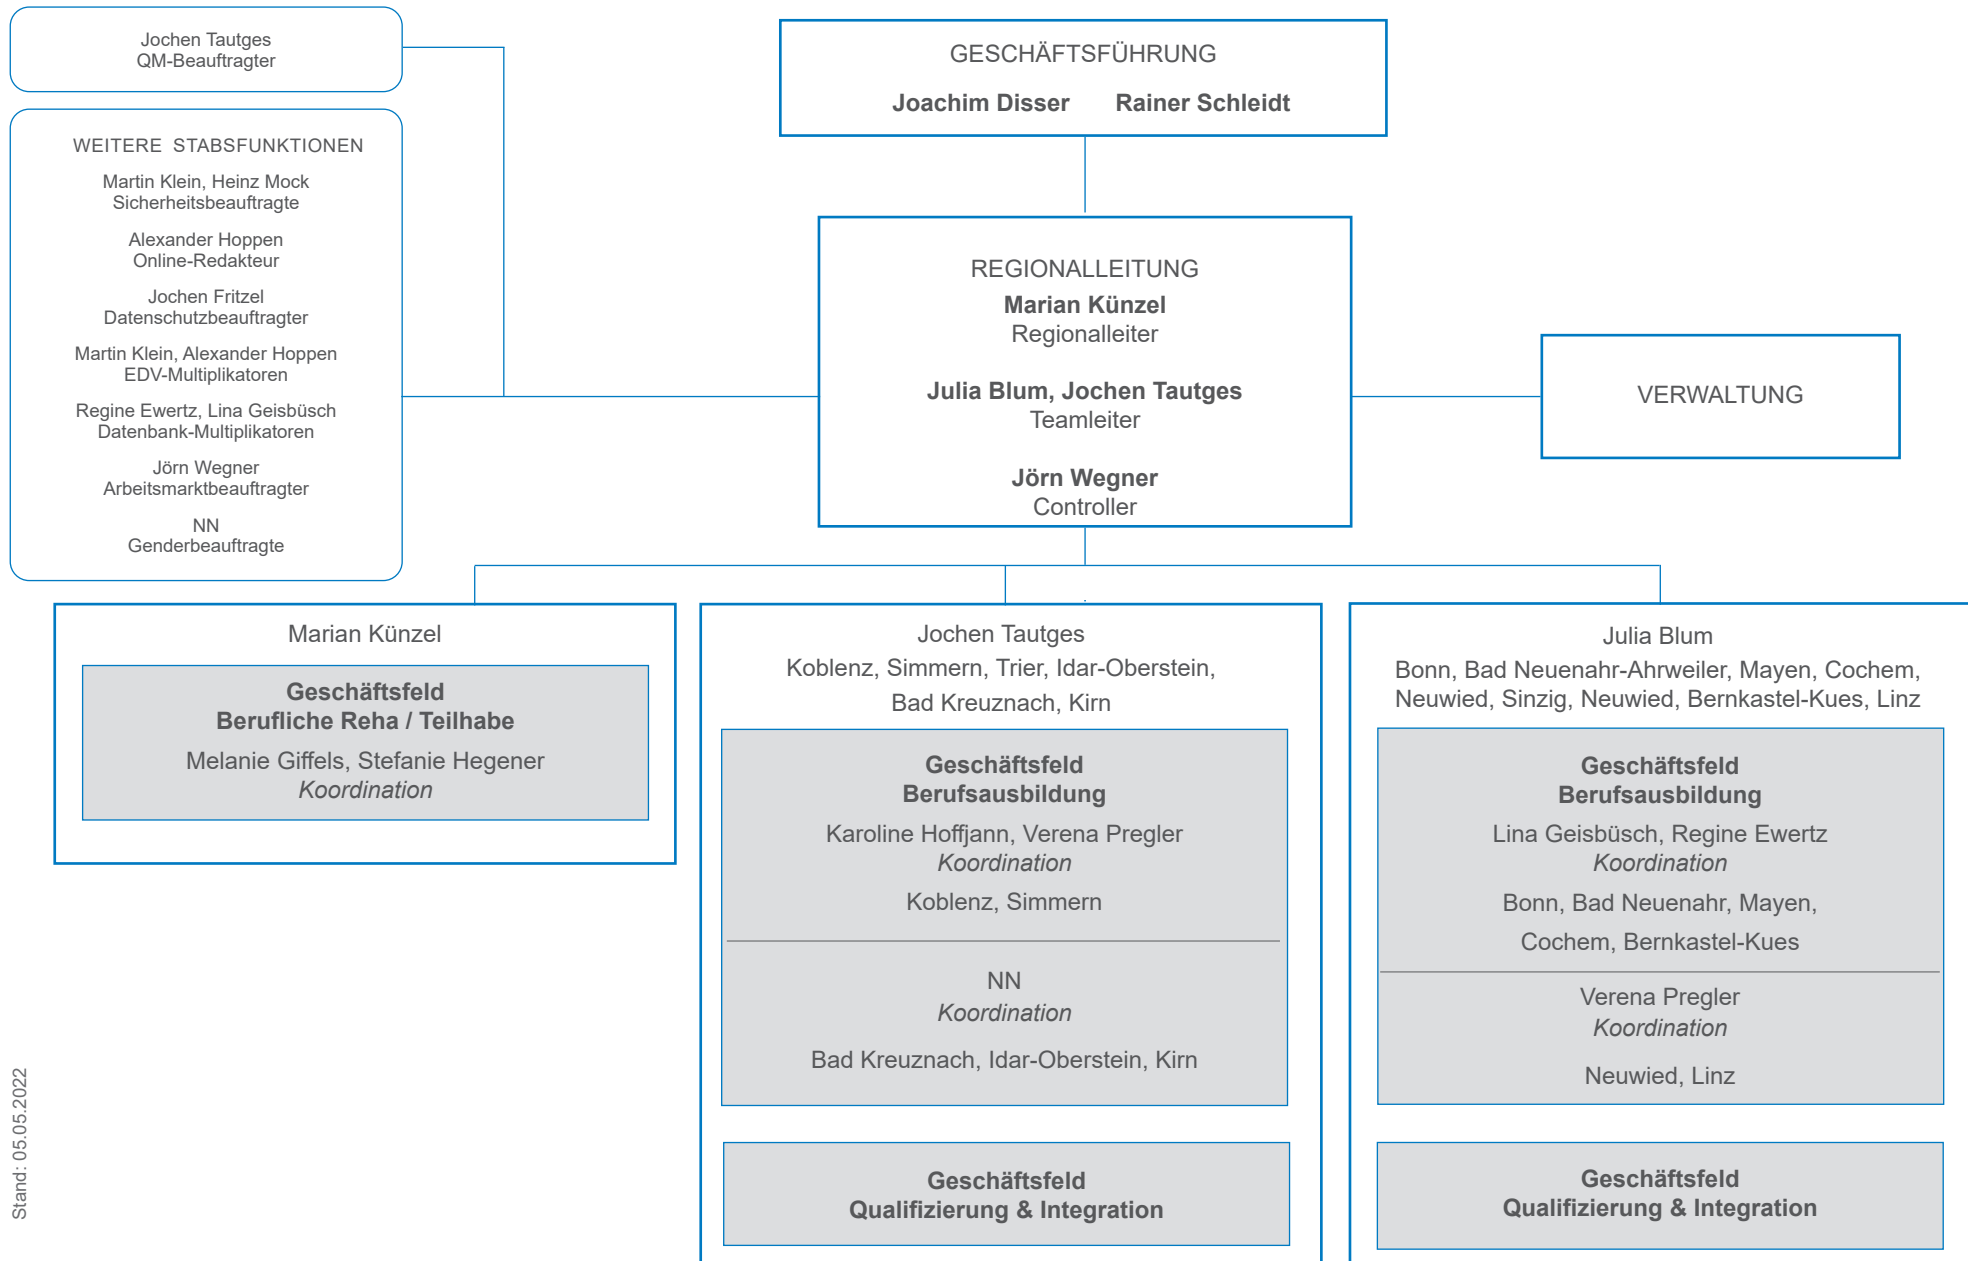 Jochen Tautges
QM-Beauftragter
WEITERE STABSFUNKTIONEN
Martin Klein, Heinz Mock
Sicherheitsbeauftragte
Alexander Hoppen
Online-Redakteur
Jochen Fritzel
Datenschutzbeauftragter
Martin Klein, Alexander Hoppen
EDV-Multiplikatoren
Regine Ewertz, Lina Geisbüsch
Datenbank-Multiplikatoren
Jörn Wegner
Arbeitsmarktbeauftragter
NN
Genderbeauftragte
GESCHÄFTSFÜHRUNG
Joachim Disser Rainer Schleidt
REGIONALLEITUNG
Marian Künzel
Regionalleiter
Julia Blum, Jochen Tautges
Teamleiter
Jörn Wegner
Controller
VERWALTUNG
Marian Künzel
Geschäftsfeld
Berufliche Reha / Teilhabe
Melanie Giffels, Stefanie Hegener
Koordination
Jochen Tautges
Koblenz, Simmern, Trier, Idar-Oberstein,
Bad Kreuznach, Kirn
Geschäftsfeld
Berufsausbildung
Karoline Hoffjann, Verena Pregler
Koordination
Koblenz, Simmern
NN
Koordination
Bad Kreuznach, Idar-Oberstein, Kirn
Geschäftsfeld
Qualifizierung & Integration
Julia Blum
Bonn, Bad Neuenahr-Ahrweiler, Mayen, Cochem,
Neuwied, Sinzig, Neuwied, Bernkastel-Kues, Linz
Geschäftsfeld
Berufsausbildung
Lina Geisbüsch, Regine Ewertz
Koordination
Bonn, Bad Neuenahr, Mayen,
Cochem, Bernkastel-Kues
Verena Pregler
Koordination
Neuwied, Linz
Geschäftsfeld
Qualifizierung & Integration
Stand: 05.05.2022